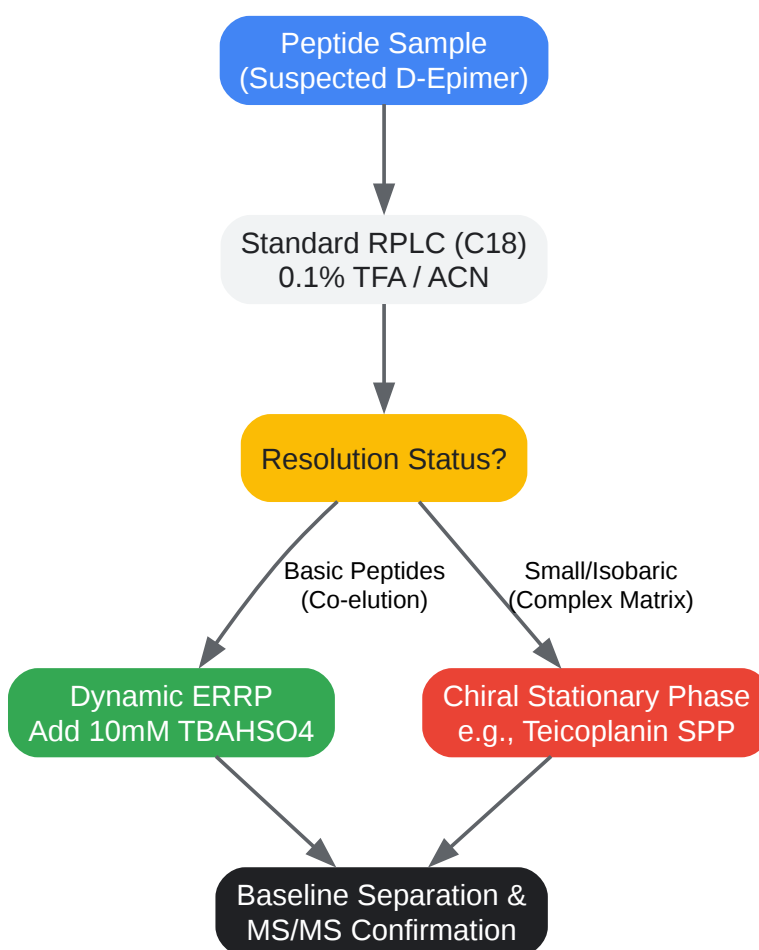 Peptide Sample
(Suspected D-Epimer)
Standard RPLC (C18)
0.1% TFA / ACN
Resolution Status?
Basic Peptides
(Co-elution)
Small/Isobaric
(Complex Matrix)
Dynamic ERRP
Add 10mM TBAHSO4
Chiral Stationary Phase
e.g., Teicoplanin SPP
Baseline Separation &
MS/MS Confirmation